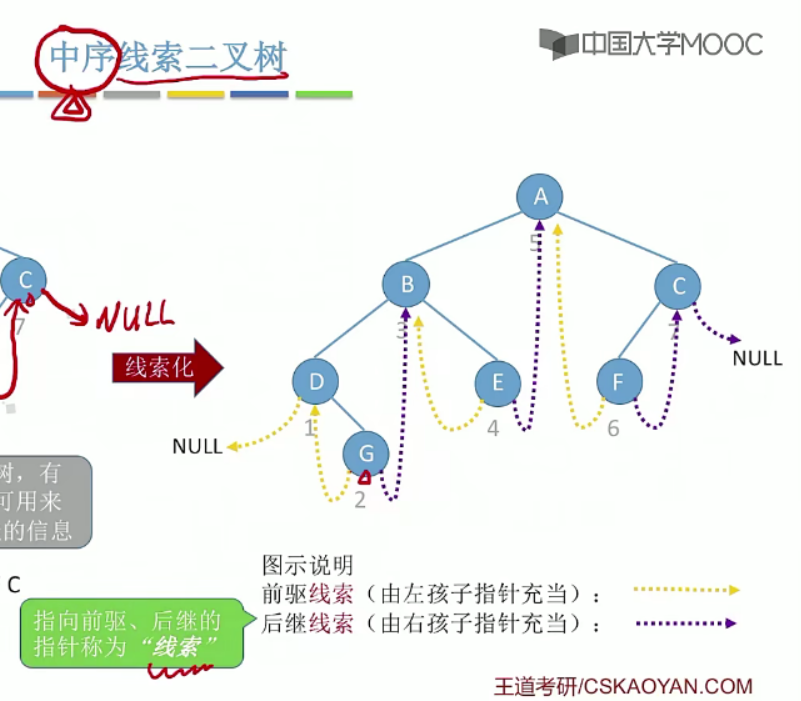 中序线索二叉树
中国大学MOOC
A
5
C
7
NULL
B
3
C
7
线索化
NULL
D
1
E
4
F
6
NULL
G
2
树，有
可用来
的信息
C
图示说明
前驱线索（由左孩子指针充当）：
后继线索（由右孩子指针充当）：
指向前驱、后继的
指针称为“线索”
王道考研/CSKAOYAN.COM